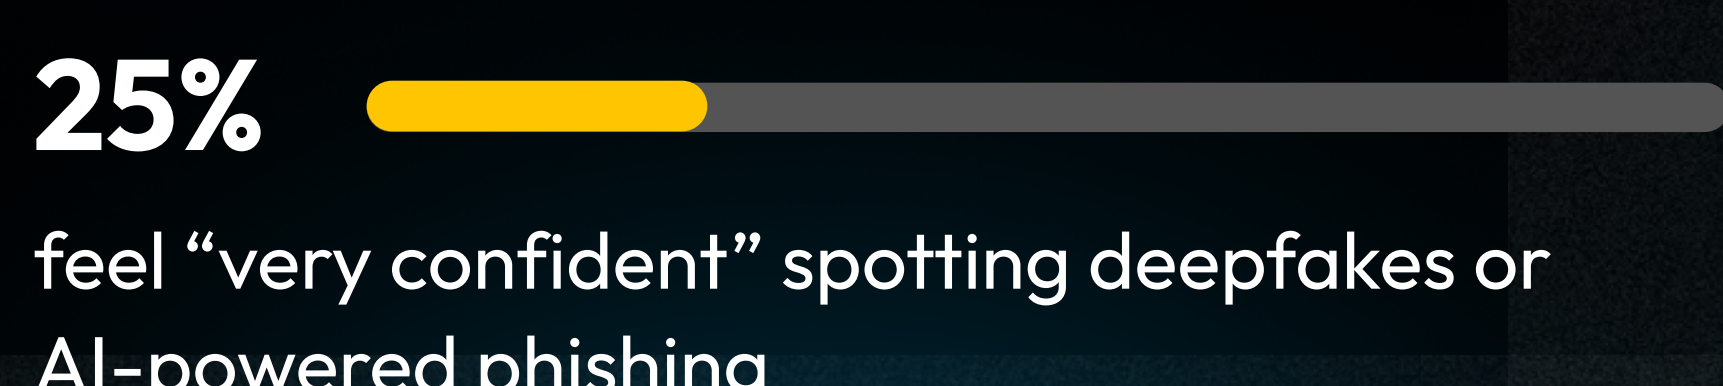 25%
feel “very confident” spotting deepfakes or
AI-powered phishing